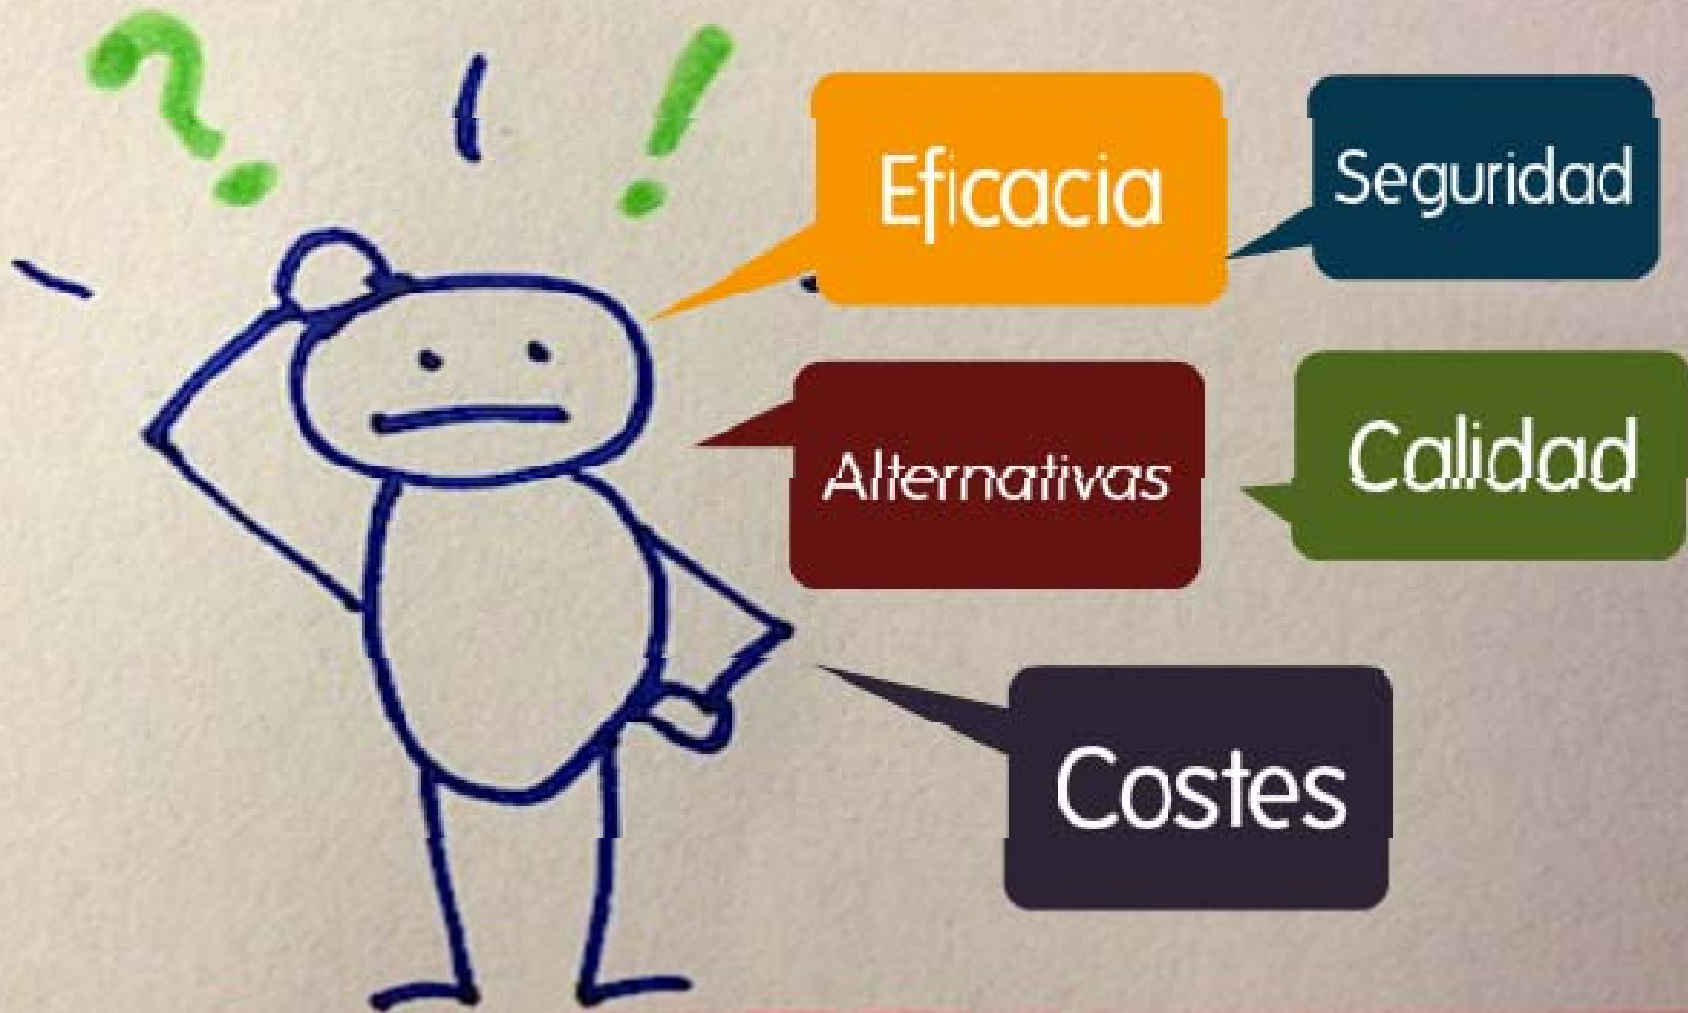 ? !
Eficacia
Seguridad
Alternativas
Calidad
Costes